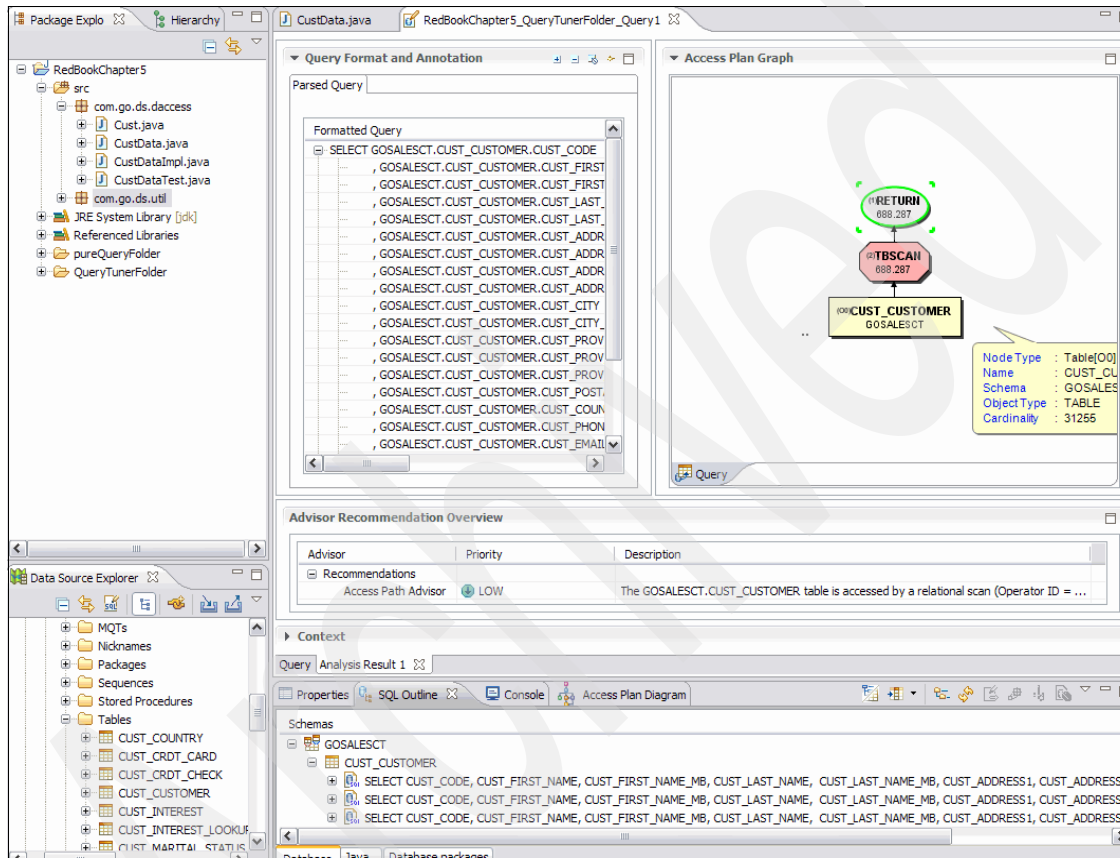 Package Explo
Hierarchy
RedBookChapter5
src
com.go.ds.daccess
Cust.java
CustData.java
CustDataImpl.java
CustDataTest.java
com.go.ds.util
JRE System Library [jdk]
Referenced Libraries
pureQueryFolder
QueryTunerFolder
Data Source Explorer
MQTs
Nicknames
Packages
Sequences
Stored Procedures
Tables
CUST_COUNTRY
CUST_CRDT_CARD
CUST_CRDT_CHECK
CUST_CUSTOMER
CUST_INTEREST
CUST_INTEREST_LOOKUP
CUST_MARITAL_STATUS
CustData.java
RedBookChapter5_QueryTunerFolder_Query1
Query Format and Annotation
Parsed Query
Formatted Query
SELECT GOSALESCT.CUST_CUSTOMER.CUST_CODE
, GOSALESCT.CUST_CUSTOMER.CUST_FIRST
, GOSALESCT.CUST_CUSTOMER.CUST_FIRST
, GOSALESCT.CUST_CUSTOMER.CUST_LAST_
, GOSALESCT.CUST_CUSTOMER.CUST_LAST_
, GOSALESCT.CUST_CUSTOMER.CUST_ADDR
, GOSALESCT.CUST_CUSTOMER.CUST_ADDR
, GOSALESCT.CUST_CUSTOMER.CUST_ADDR
, GOSALESCT.CUST_CUSTOMER.CUST_ADDR
, GOSALESCT.CUST_CUSTOMER.CUST_CITY
, GOSALESCT.CUST_CUSTOMER.CUST_CITY_
, GOSALESCT.CUST_CUSTOMER.CUST_PROV
, GOSALESCT.CUST_CUSTOMER.CUST_PROV
, GOSALESCT.CUST_CUSTOMER.CUST_PROV
, GOSALESCT.CUST_CUSTOMER.CUST_POST
, GOSALESCT.CUST_CUSTOMER.CUST_COUN
, GOSALESCT.CUST_CUSTOMER.CUST_PHON
, GOSALESCT.CUST_CUSTOMER.CUST_EMAIL
Access Plan Graph
(1)RETURN
688.287
(2)TBSCAN
688.287
(O0)CUST_CUSTOMER
GOSALESCT
Node Type : Table[O0]
Name : CUST_CU
Schema : GOSALES
Object Type : TABLE
Cardinality : 31255
Query
Advisor Recommendation Overview
Advisor Priority Description
Recommendations
Access Path Advisor LOW The GOSALESCT.CUST_CUSTOMER table is accessed by a relational scan (Operator ID = ...
Context
Query Analysis Result 1
Properties SQL Outline Console Access Plan Diagram
Schemas
GOSALESCT
CUST_CUSTOMER
SELECT CUST_CODE, CUST_FIRST_NAME, CUST_FIRST_NAME_MB, CUST_LAST_NAME, CUST_LAST_NAME_MB, CUST_ADDRESS1, CUST_ADDRESS
SELECT CUST_CODE, CUST_FIRST_NAME, CUST_FIRST_NAME_MB, CUST_LAST_NAME, CUST_LAST_NAME_MB, CUST_ADDRESS1, CUST_ADDRESS
SELECT CUST_CODE, CUST_FIRST_NAME, CUST_FIRST_NAME_MB, CUST_LAST_NAME, CUST_LAST_NAME_MB, CUST_ADDRESS1, CUST_ADDRESS
Database Java Database packages